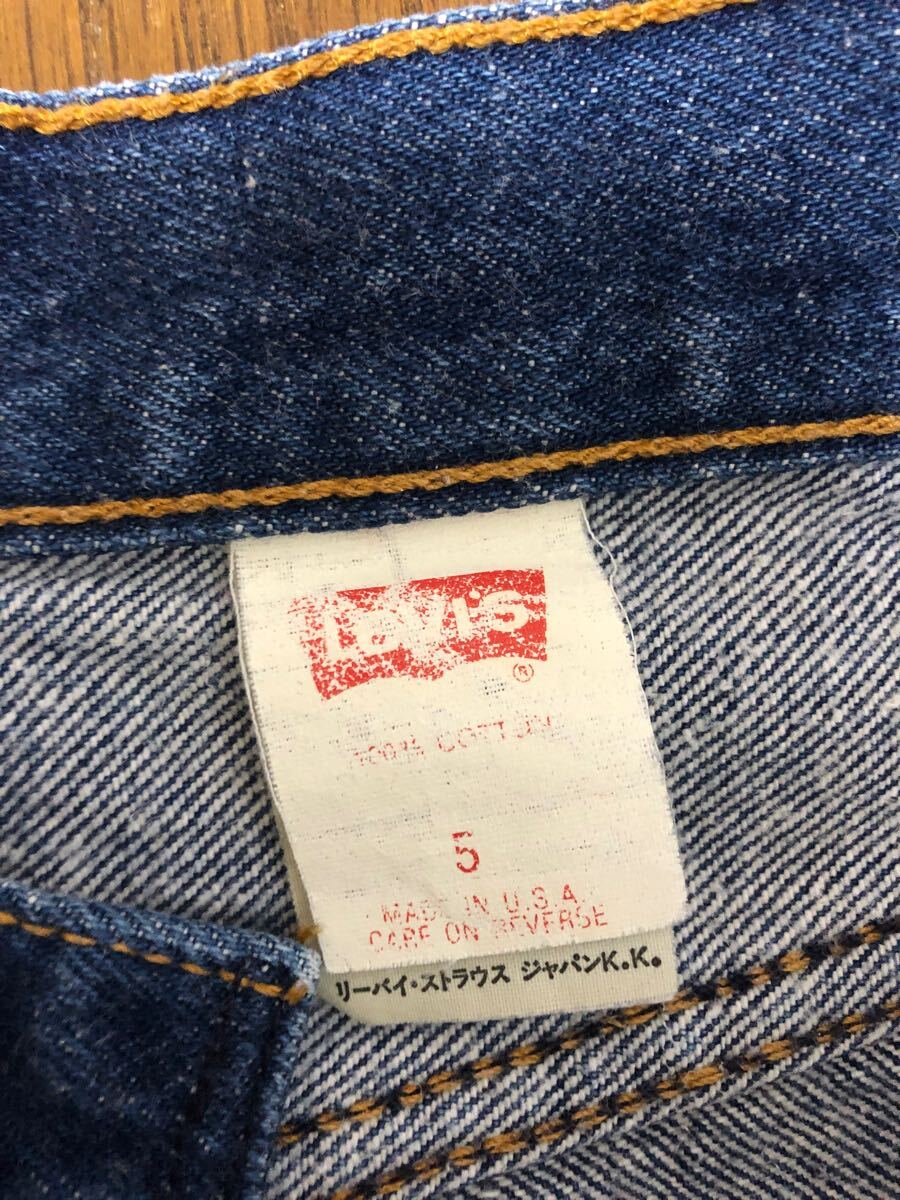 Levi's
®
100% COTTON
5
MADE IN U.S.A.
CARE ON REVERSE
リーバイ・ストラウス ジャパンK.K.